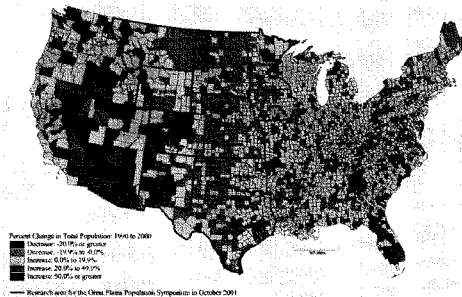 Percent Change in Total Population: 1990 to 2000
Decrease: -20.0% or greater
Decrease: -19.9% to -0.0%
Increase: 0.0% to 19.9%
Increase: 20.0% to 49.9%
Increase: 50.0% or greater
Research area for the Great Plains Population Symposium in October 2001